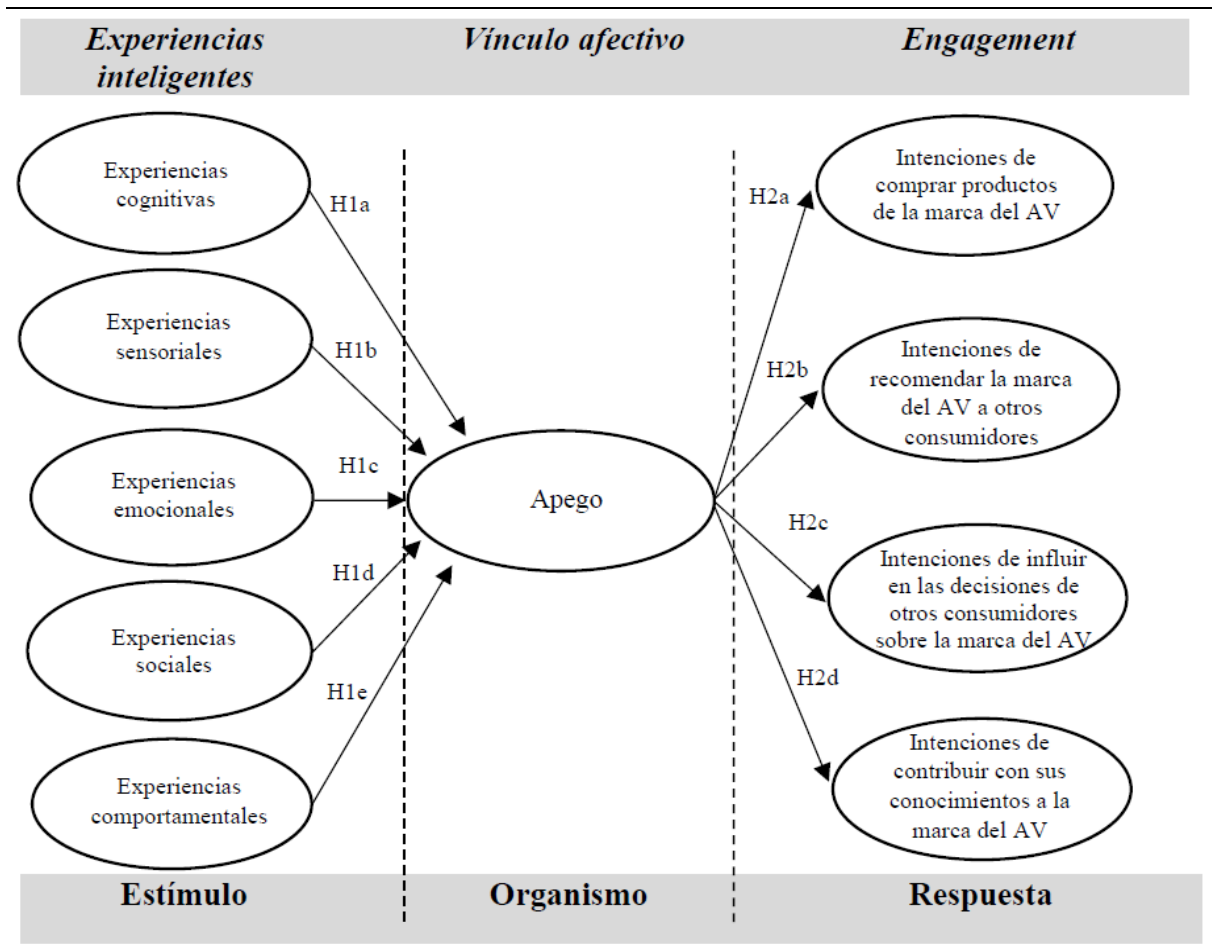 Experiencias
inteligentes
Vínculo afectivo
Engagement
Experiencias
cognitivas
H1a
Experiencias
sensoriales
H1b
Experiencias
emocionales
H1c
Experiencias
sociales
H1d
Experiencias
comportamentales
H1e
Apego
H2a
Intenciones de
comprar productos
de la marca del AV
H2b
Intenciones de
recomendar la marca
del AV a otros
consumidores
H2c
Intenciones de influir
en las decisiones de
otros consumidores
sobre la marca del AV
H2d
Intenciones de
contribuir con sus
conocimientos a la
marca del AV
Estímulo
Organismo
Respuesta